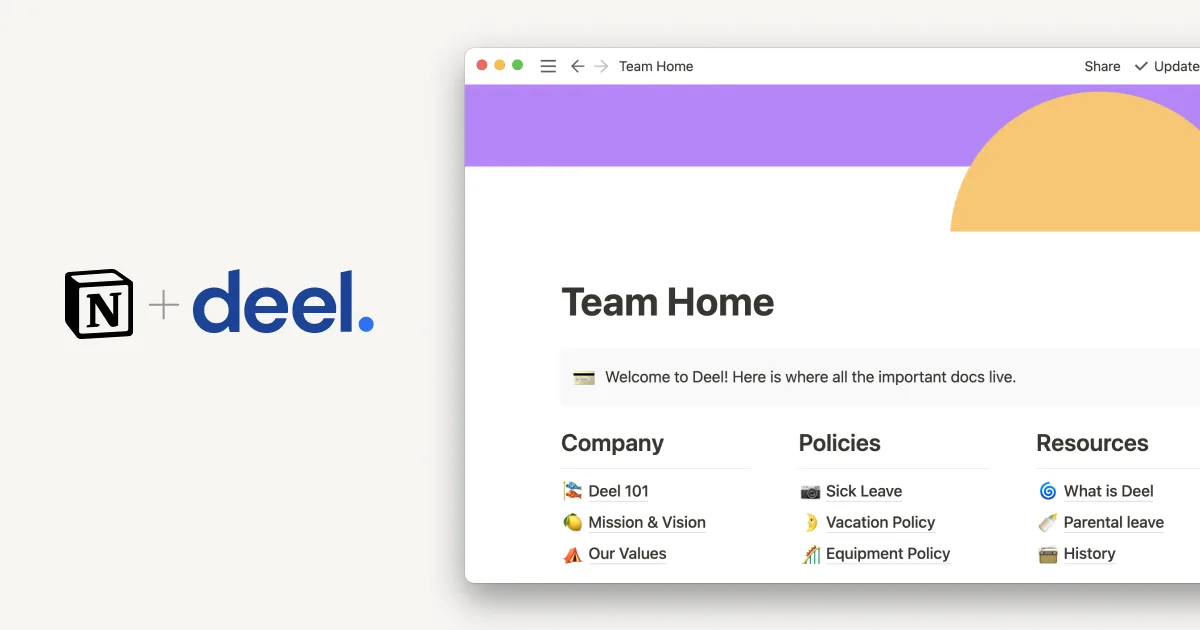 Team Home
Share ✓ Update
N + deel.
Team Home
Welcome to Deel! Here is where all the important docs live.
Company
Deel 101
Mission & Vision
Our Values
Policies
Sick Leave
Vacation Policy
Equipment Policy
Resources
What is Deel
Parental leave
History